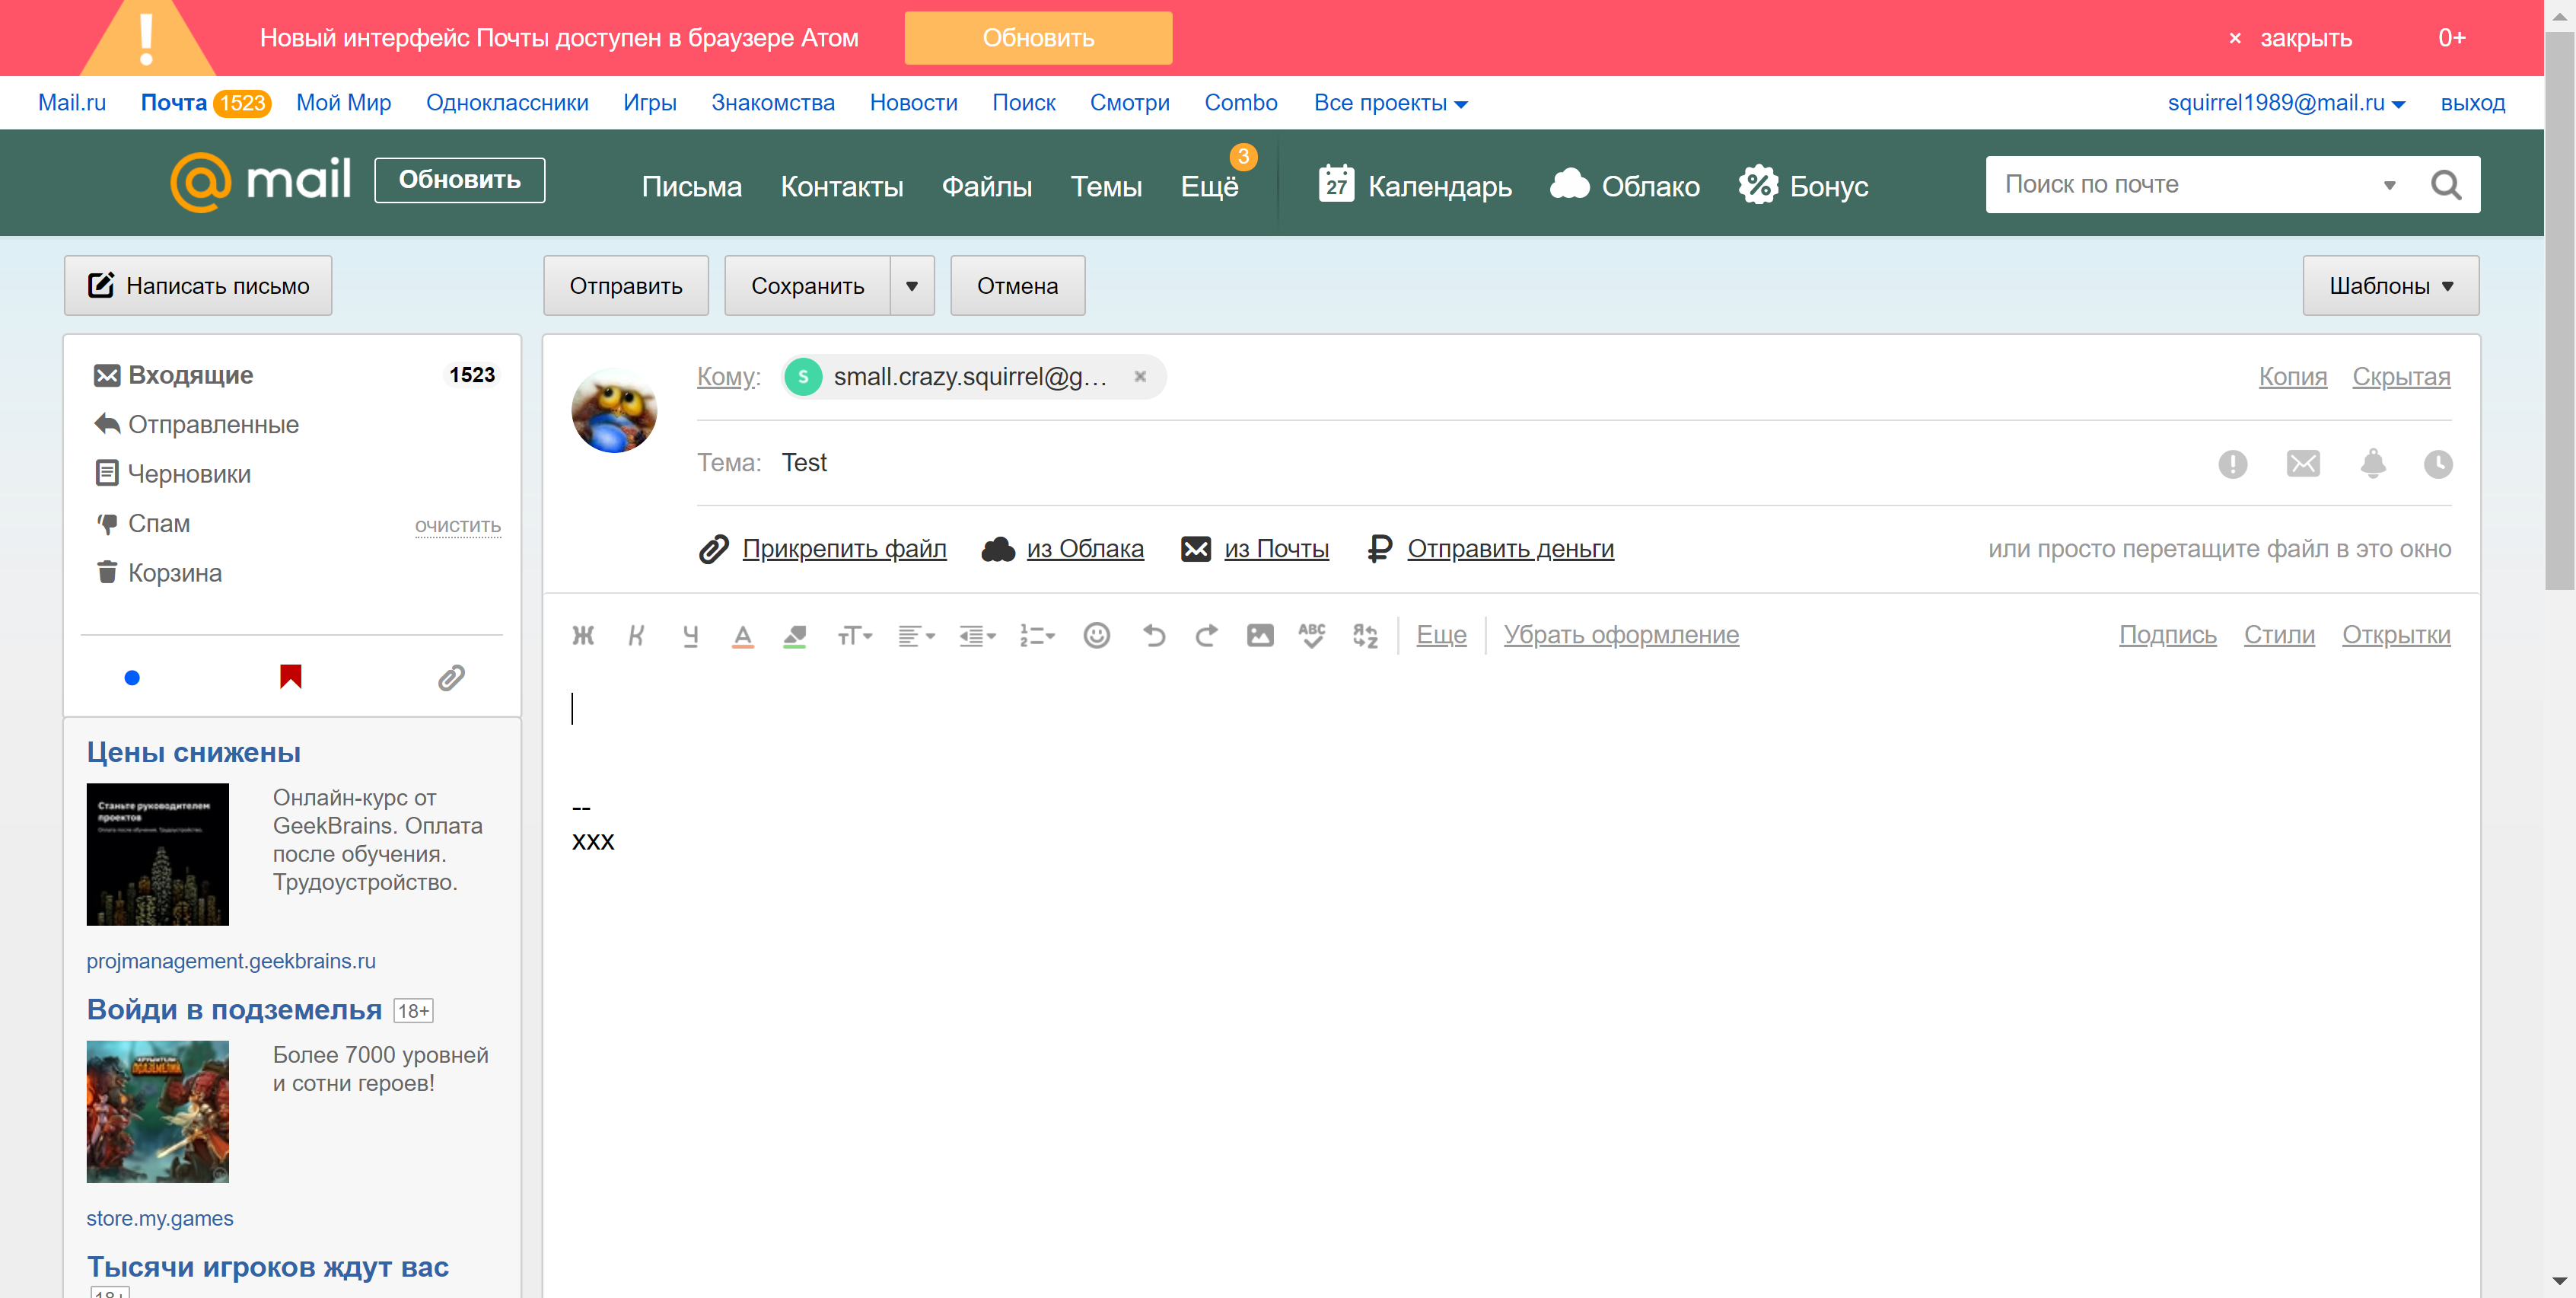 Новый интерфейс Почты доступен в браузере Атом Обновить × закрыть 0+
Mail.ru Почта 1523 Мой Мир Одноклассники Игры Знакомства Новости Поиск Смотри Combo Все проекты squirrel1989@mail.ru выход
@mail Обновить Письма Контакты Файлы Темы Ещё 3 27 Календарь Облако Бонус Поиск по почте
Написать письмо Отправить Сохранить Отмена Шаблоны
Входящие 1523
Отправленные
Черновики
Спам очистить
Корзина
Кому: S small.crazy.squirrel@g... × Копия Скрытая
Тема: Test
Прикрепить файл из Облака из Почты Отправить деньги или просто перетащите файл в это окно
Ж К Ч А тТ ABC Еще Убрать оформление Подпись Стили Открытки
--
xxx
Цены снижены
Станьте руководителем
проектов
Онлайн-курс от
GeekBrains. Оплата
после обучения.
Трудоустройство.
projmanagement.geekbrains.ru
Войди в подземелья 18+
Более 7000 уровней
и сотни героев!
store.my.games
Тысячи игроков ждут вас
18+